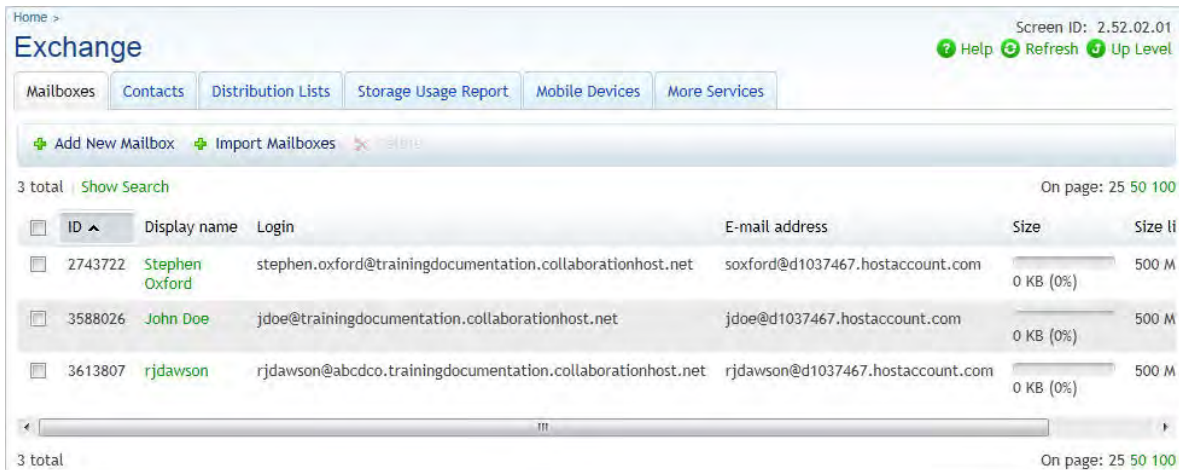 Home >
Screen ID: 2.52.02.01
Exchange
Help Refresh Up Level
Mailboxes Contacts Distribution Lists Storage Usage Report Mobile Devices More Services
Add New Mailbox Import Mailboxes
3 total Show Search On page: 25 50 100
ID Display name Login E-mail address Size Size li
2743722 Stephen Oxford stephen.oxford@trainingdocumentation.collaborationhost.net soxford@d1037467.hostaccount.com 0 KB (0%) 500 M
3588026 John Doe jdoe@trainingdocumentation.collaborationhost.net jdoe@d1037467.hostaccount.com 0 KB (0%) 500 M
3613807 rjdawson rjdawson@abcdco.trainingdocumentation.collaborationhost.net rjdawson@d1037467.hostaccount.com 0 KB (0%) 500 M
3 total On page: 25 50 100